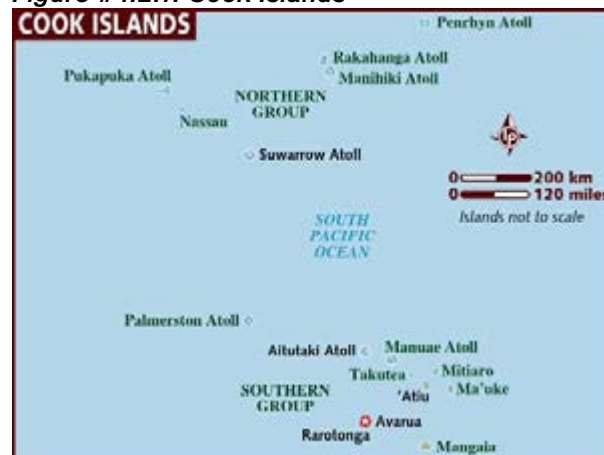 COOK ISLANDS
Penrhyn Atoll
Rakahanga Atoll
Pukapuka Atoll
Manihiki Atoll
NORTHERN
GROUP
Nassau
Suwarrow Atoll
0 200 km
0 120 miles
Islands not to scale
SOUTH
PACIFIC
OCEAN
Palmerston Atoll
Aitutaki Atoll
Manuae Atoll
Takutea
Mitiaro
SOUTHERN
GROUP
'Atiu
Ma'uke
Avarua
Rarotonga
Mangaia